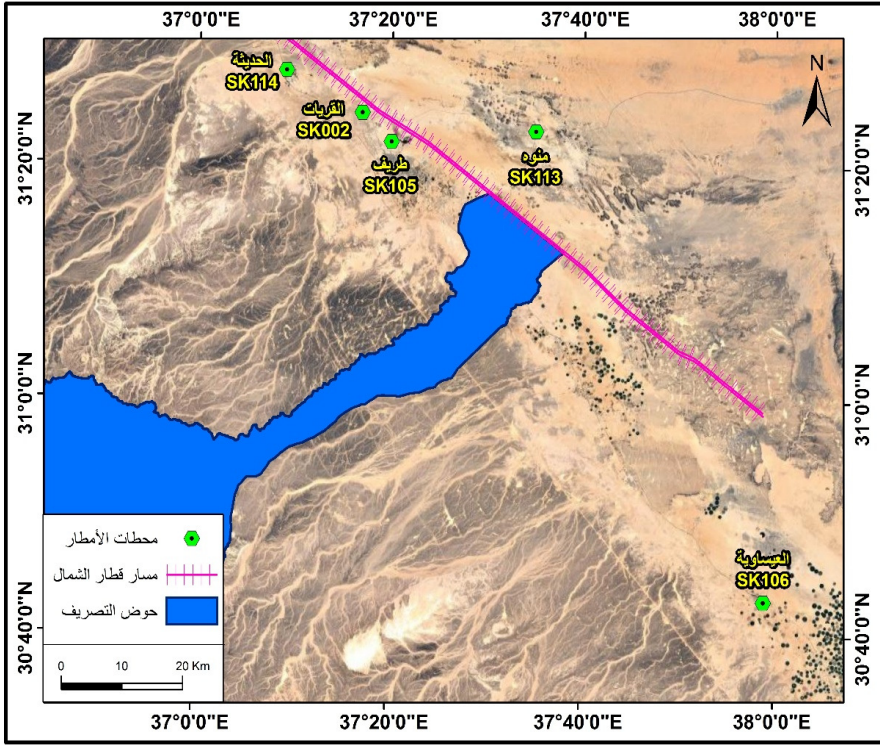 37°0'0"E
37°20'0"E
37°40'0"E
38°0'0"E
N
الحديثة
SK114
القريات
SK002
طريف
SK105
منوه
SK113
31°20'0"N
31°20'0"N
31°0'0"N
31°0'0"N
العيساوية
SK106
30°40'0"N
30°40'0"N
محطات الأمطار
مسار قطار الشمال
حوض التصريف
0 10 20 Km
37°0'0"E
37°20'0"E
37°40'0"E
38°0'0"E